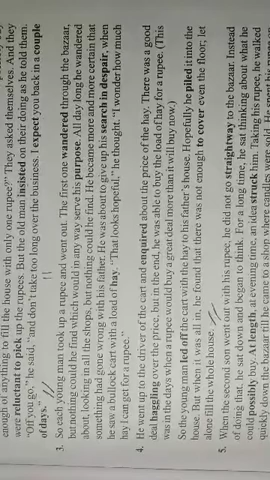 enough of anything to fill the house with only one rupee?" They asked themselves. And they
were reluctant to pick up the rupees. But the old man insisted on their doing as he told them.
"Off you go," he said, "and don't take too long over the business. I expect you back in a couple
of days."
3. So each young man took up a rupee and went out. The first one wandered through the bazaar,
but nothing could he find which would in any way serve his purpose. All day long he wandered
about, looking in all the shops, but nothing could he find. He became more and more certain that
something had gone wrong with his father. He was about to give up his search in despair, when
he saw a bullock cart with a load of hay. "That looks hopeful," he thought. "I wonder how much
hay I can get for a rupee.
4. He went up to the driver of the cart and enquired about the price of the hay. There was a good
deal haggling over the price, but in the end, he was able to buy the load of hay for a rupee. (This
was in the days when a rupee would buy a great deal more than it will buy now.)
So the young man led off the cart with the hay to his father's house. Hopefully he piled it into the
house. But when it was all in, he found that there was not enough to cover even the floor; let
alone fill the whole house.
5. When the second son went out with his rupee, he did not go straightway to the bazaar. Instead
of doing that, he sat down and began to think. For a long time, he sat thinking about what he
could possibly buy. At length, at evening time, an idea struck him. Taking his rupee, he walked
quickly down the bazaar till he came to a shop where candles were sold. He spent his rupee on